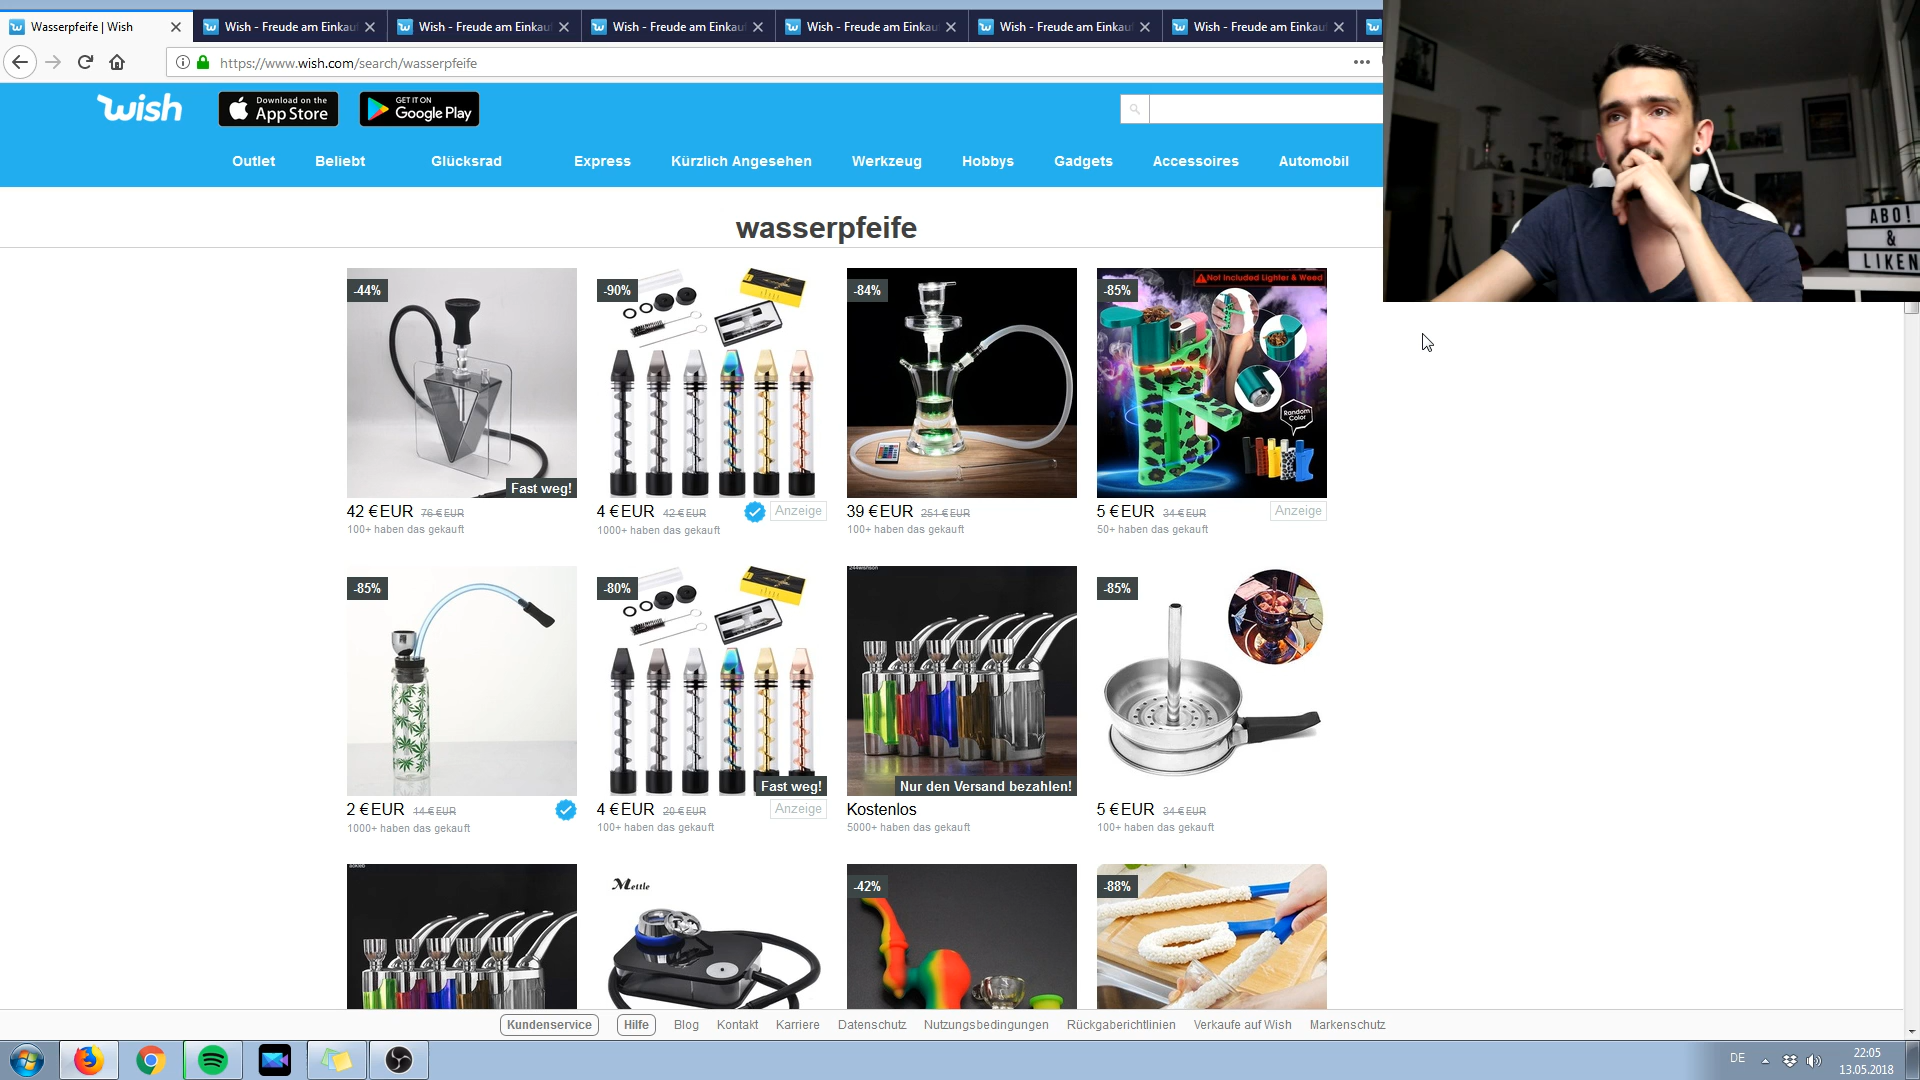 Wasserpfeife | Wish
Wish - Freude am Einkau
Wish - Freude am Einkau
Wish - Freude am Einkau
Wish - Freude am Einkau
Wish - Freude am Einkau
Wish - Freude am Einkau
https://www.wish.com/search/wasserpfeife
wish
Download on the
App Store
GET IT ON
Google Play
Outlet
Beliebt
Glücksrad
Express
Kürzlich Angesehen
Werkzeug
Hobbys
Gadgets
Accessoires
Automobil
ABO!
&
LIKEN
wasserpfeife
-44%
Fast weg!
42 € EUR 76 € EUR
100+ haben das gekauft
-90%
4 € EUR 42 € EUR
Anzeige
1000+ haben das gekauft
-84%
39 € EUR 251 € EUR
100+ haben das gekauft
-85%
Not Included Lighter & Weed
Random
Color
5 € EUR 34 € EUR
Anzeige
50+ haben das gekauft
-85%
2 € EUR 14 € EUR
1000+ haben das gekauft
-80%
Fast weg!
4 € EUR 20 € EUR
Anzeige
100+ haben das gekauft
Nur den Versand bezahlen!
Kostenlos
5000+ haben das gekauft
-85%
5 € EUR 34 € EUR
100+ haben das gekauft
Mettle
-42%
-88%
Kundenservice
Hilfe
Blog
Kontakt
Karriere
Datenschutz
Nutzungsbedingungen
Rückgaberichtlinien
Verkaufe auf Wish
Markenschutz
DE
22:05
13.05.2018